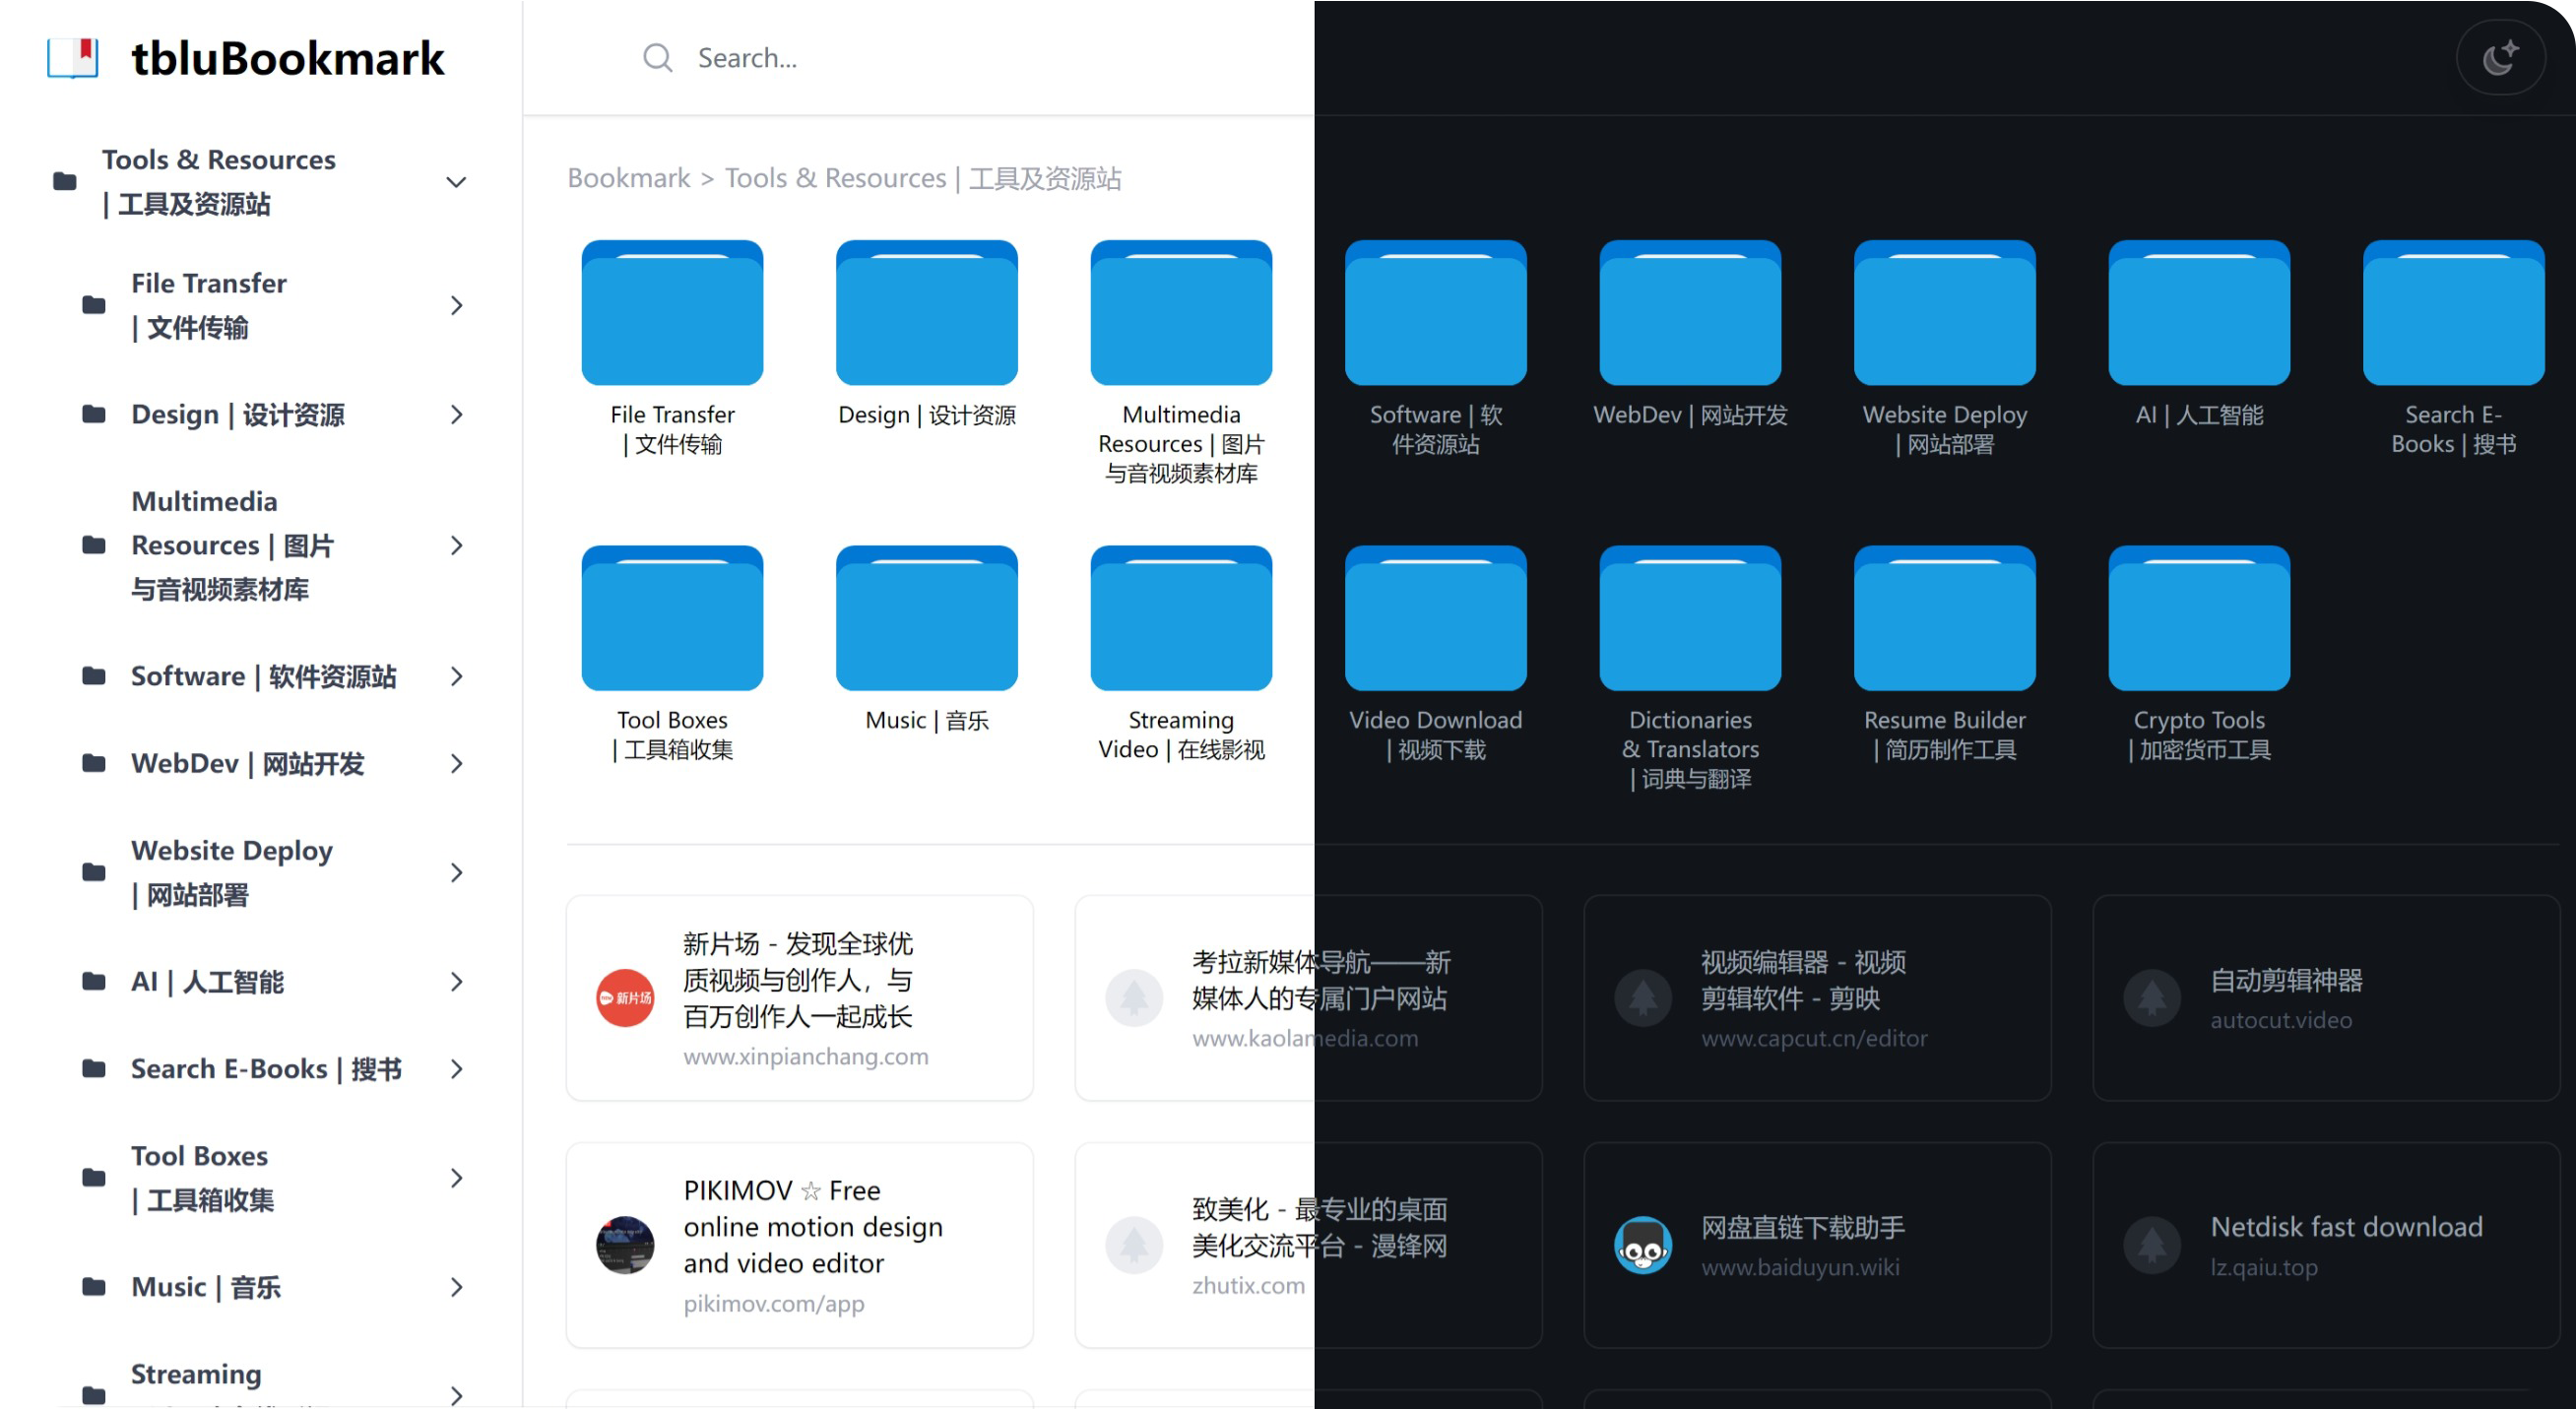 tbluBookmark
Search...
Tools & Resources
| 工具及资源站
File Transfer
| 文件传输
Design | 设计资源
Multimedia
Resources | 图片
与音视频素材库
Software | 软件资源站
WebDev | 网站开发
Website Deploy
| 网站部署
AI | 人工智能
Search E-Books | 搜书
Tool Boxes
| 工具箱收集
Music | 音乐
Streaming
Bookmark > Tools & Resources | 工具及资源站
File Transfer
| 文件传输
Design | 设计资源
Multimedia
Resources | 图片
与音视频素材库
Software | 软
件资源站
WebDev | 网站开发
Website Deploy
| 网站部署
AI | 人工智能
Search E-
Books | 搜书
Tool Boxes
| 工具箱收集
Music | 音乐
Streaming
Video | 在线影视
Video Download
| 视频下载
Dictionaries
& Translators
| 词典与翻译
Resume Builder
| 简历制作工具
Crypto Tools
| 加密货币工具
新片场
新片场 - 发现全球优
质视频与创作人，与
百万创作人一起成长
www.xinpianchang.com
考拉新媒体导航——新
媒体人的专属门户网站
www.kaolamedia.com
视频编辑器 - 视频
剪辑软件 - 剪映
www.capcut.cn/editor
自动剪辑神器
autocut.video
PIKIMOV ☆ Free
online motion design
and video editor
pikimov.com/app
致美化 - 最专业的桌面
美化交流平台 - 漫锋网
zhutix.com
网盘直链下载助手
www.baiduyun.wiki
Netdisk fast download
lz.qaiu.top